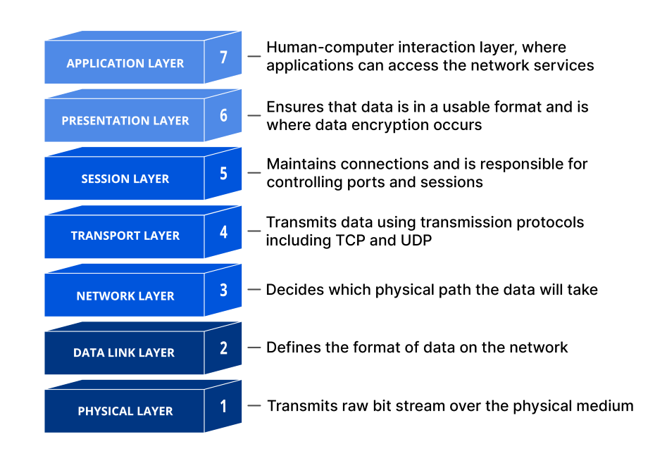 APPLICATION LAYER 7
Human-computer interaction layer, where
applications can access the network services
PRESENTATION LAYER 6
Ensures that data is in a usable format and is
where data encryption occurs
SESSION LAYER 5
Maintains connections and is responsible for
controlling ports and sessions
TRANSPORT LAYER 4
Transmits data using transmission protocols
including TCP and UDP
NETWORK LAYER 3
Decides which physical path the data will take
DATA LINK LAYER 2
Defines the format of data on the network
PHYSICAL LAYER 1
Transmits raw bit stream over the physical medium